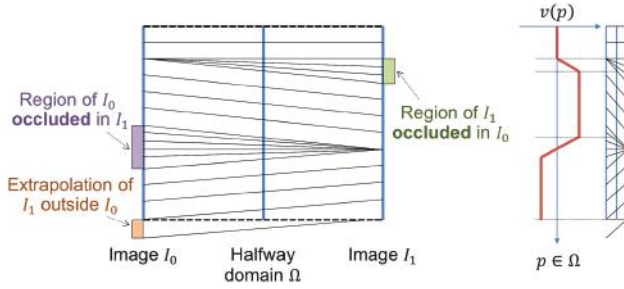 v(p)
Region of I₀
occluded in I₁
Region of I₁
occluded in I₀
Extrapolation of
I₁ outside I₀
Image I₀
Halfway
domain Ω
Image I₁
p ∈ Ω